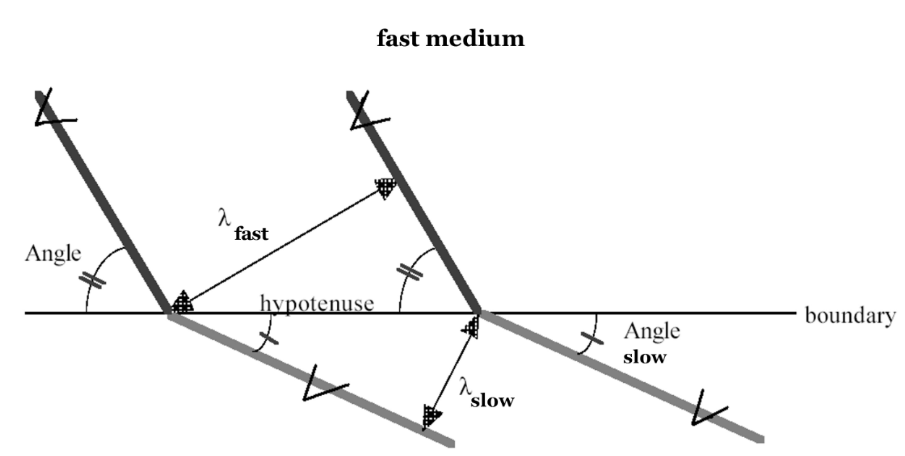 fast medium
λ fast
Angle
hypotenuse
boundary
Angle
slow
λ slow